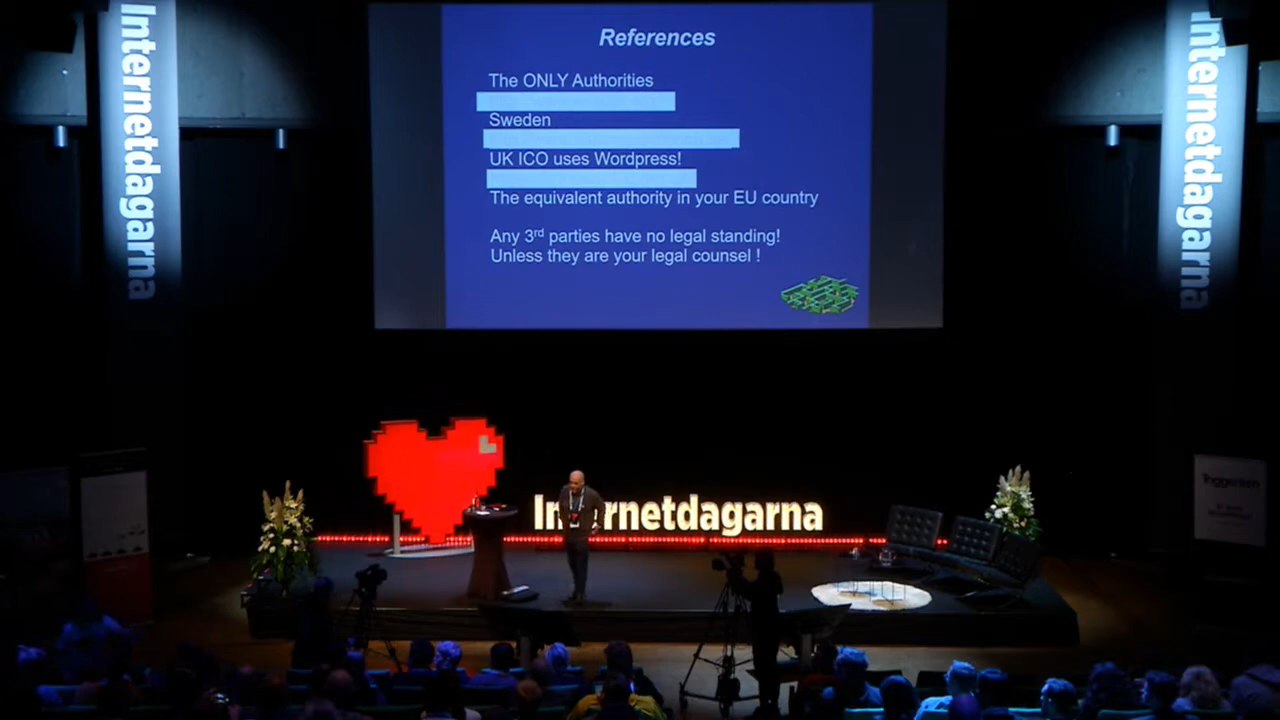 Internetdagarna
Internetdagarna
References
The ONLY Authorities
Sweden
UK ICO uses Wordpress!
The equivalent authority in your EU country
Any 3rd parties have no legal standing!
Unless they are your legal counsel !
Internetdagarna